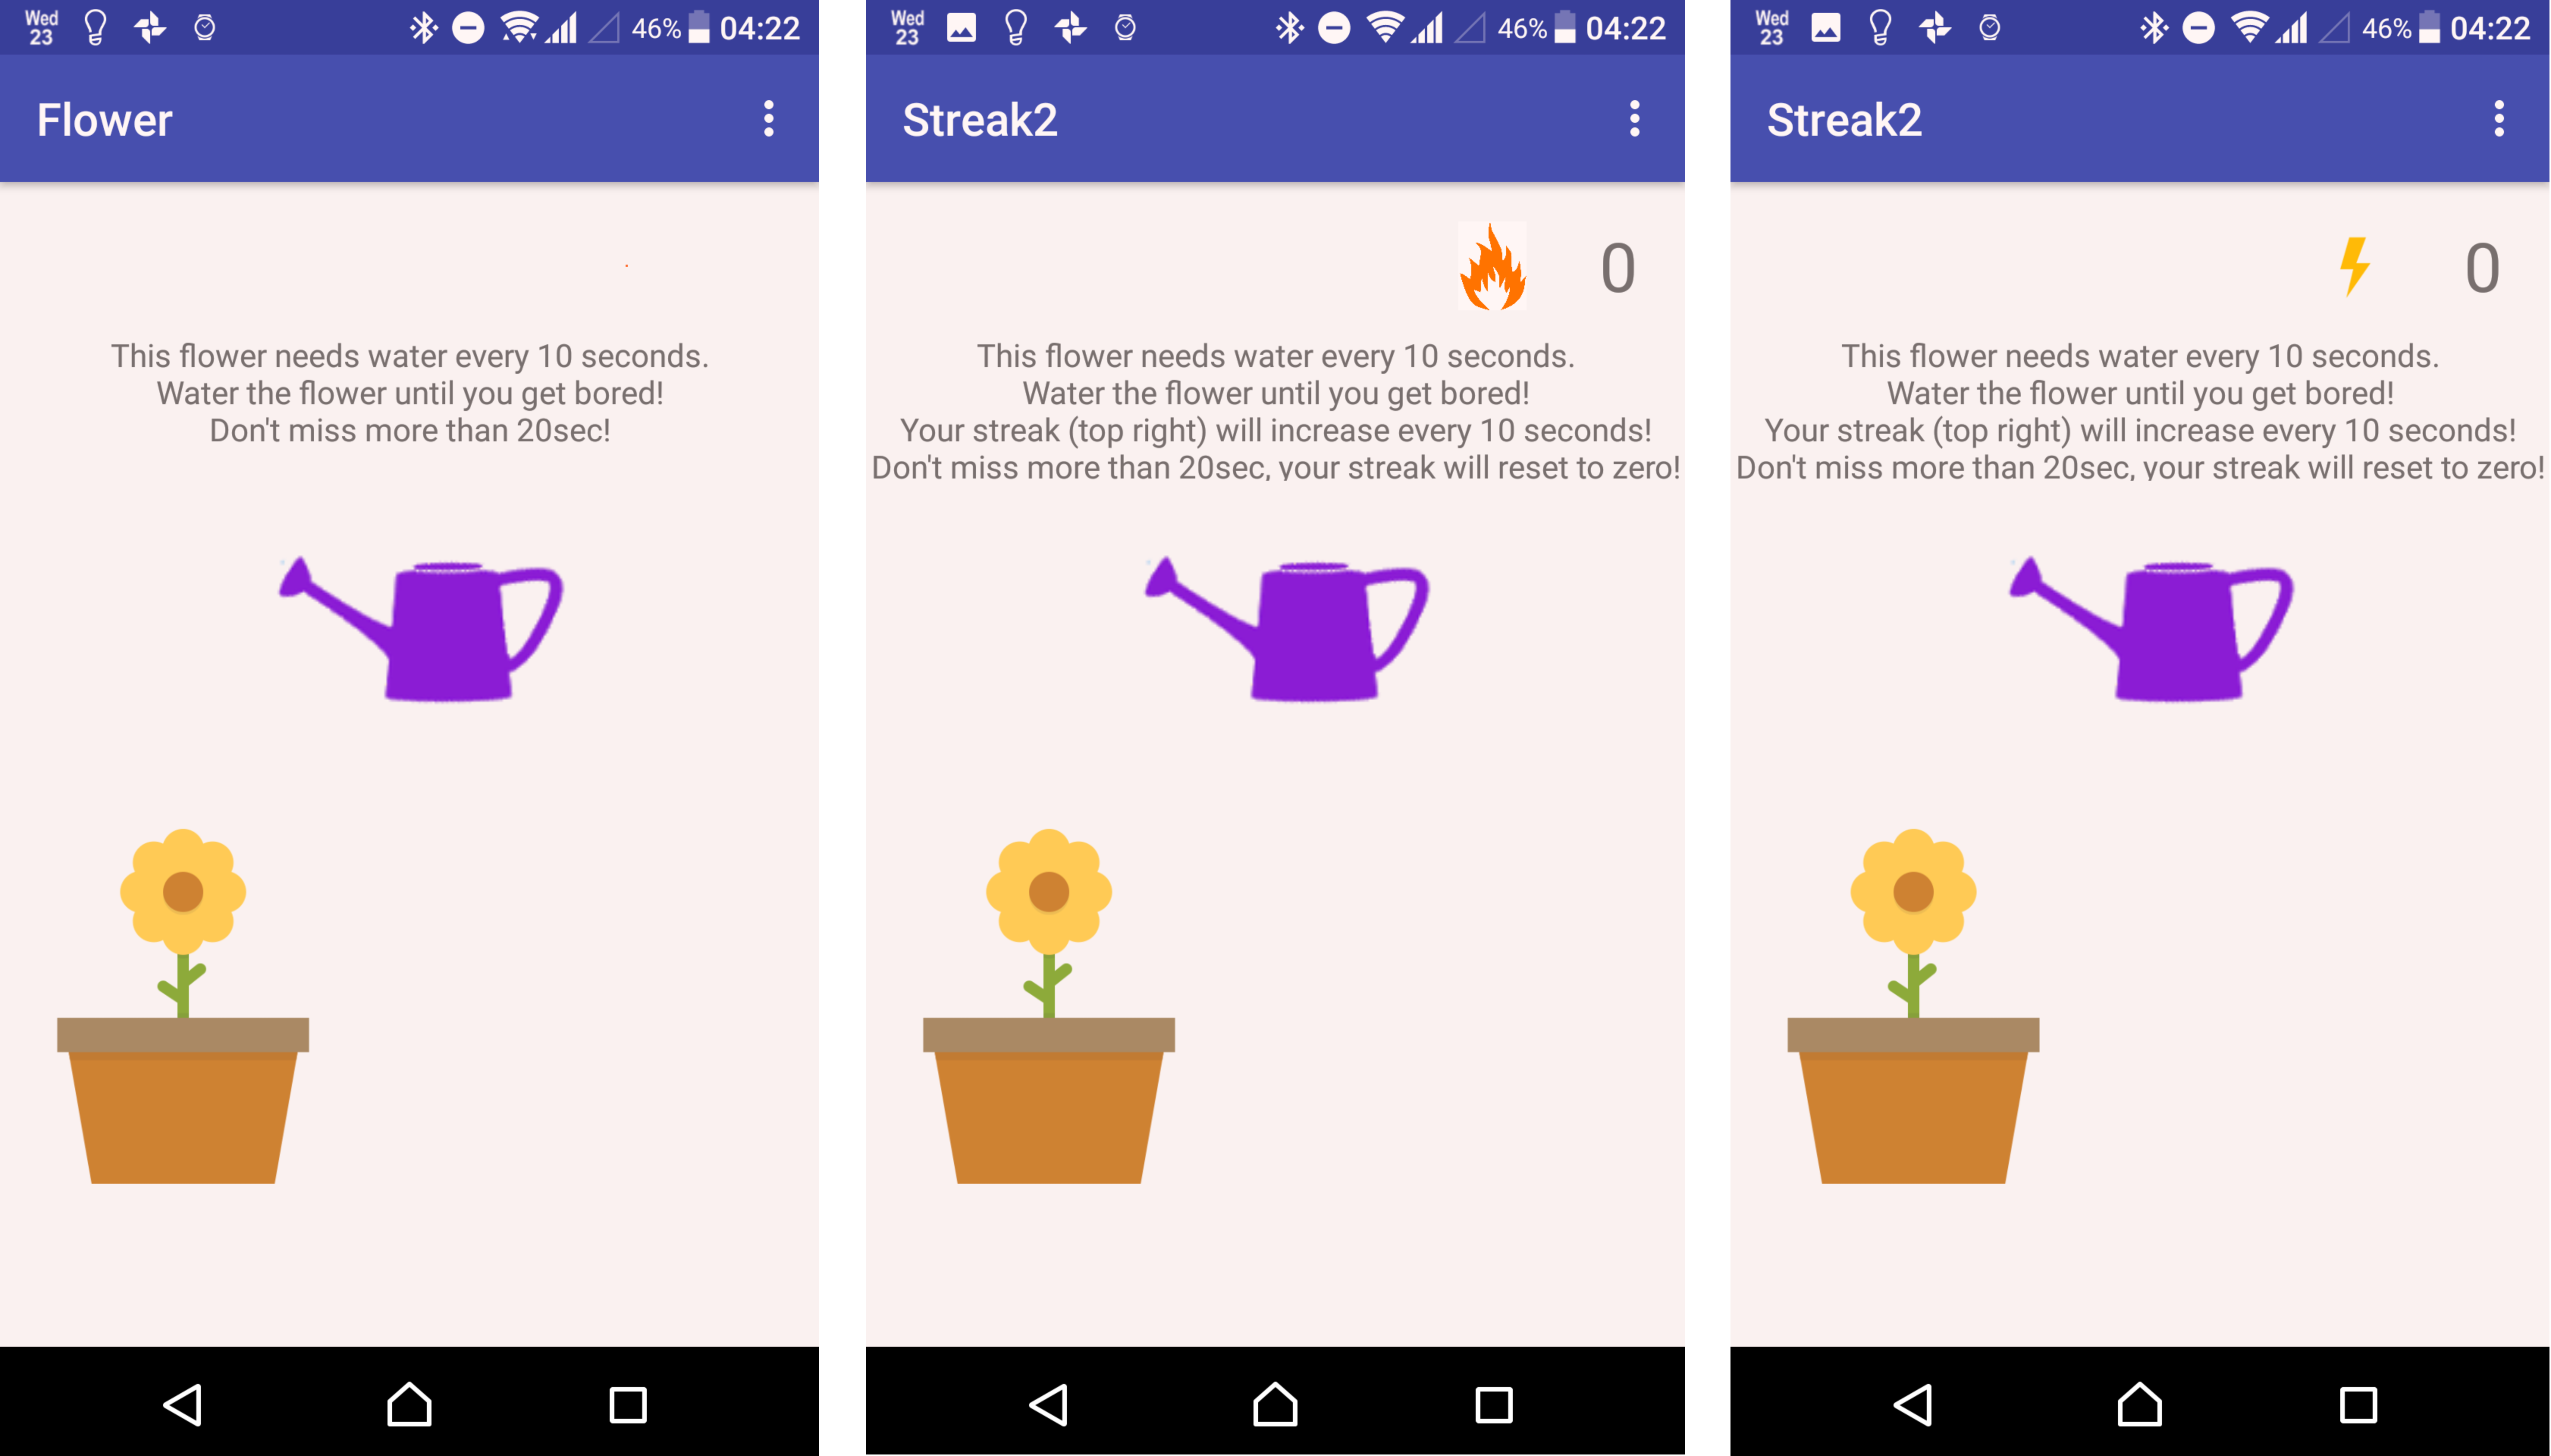 Wed
23
46% 04:22
Flower
This flower needs water every 10 seconds.
Water the flower until you get bored!
Don't miss more than 20sec!
Wed
23
46% 04:22
Streak2
0
This flower needs water every 10 seconds.
Water the flower until you get bored!
Your streak (top right) will increase every 10 seconds!
Don't miss more than 20sec, your streak will reset to zero!
Wed
23
46% 04:22
Streak2
0
This flower needs water every 10 seconds.
Water the flower until you get bored!
Your streak (top right) will increase every 10 seconds!
Don't miss more than 20sec, your streak will reset to zero!